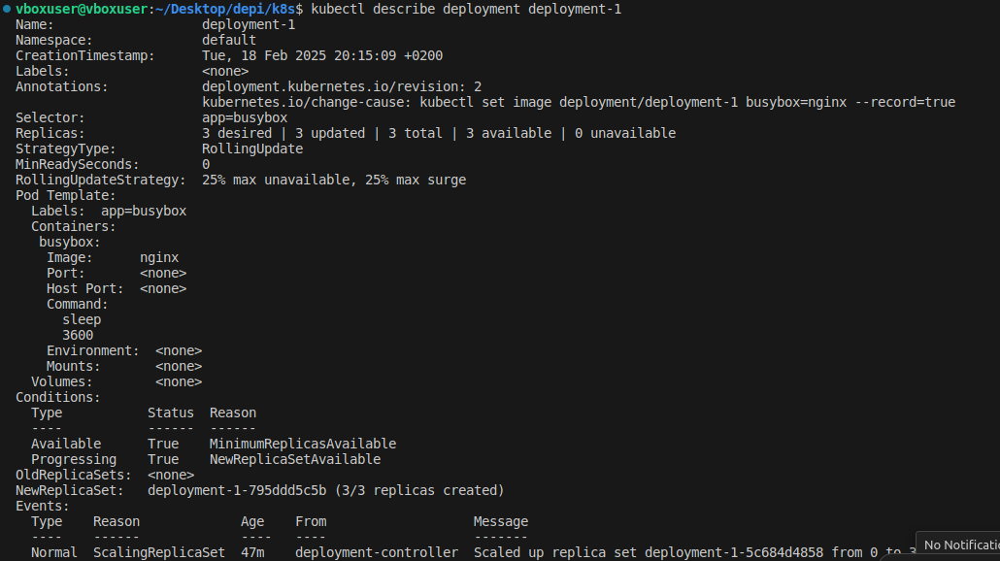 vboxuser@vboxuser:~/Desktop/depi/k8s$ kubectl describe deployment deployment-1
Name:                   deployment-1
Namespace:              default
CreationTimestamp:      Tue, 18 Feb 2025 20:15:09 +0200
Labels:                 <none>
Annotations:            deployment.kubernetes.io/revision: 2
                        kubernetes.io/change-cause: kubectl set image deployment/deployment-1 busybox=nginx --record=true
Selector:               app=busybox
Replicas:               3 desired | 3 updated | 3 total | 3 available | 0 unavailable
StrategyType:           RollingUpdate
MinReadySeconds:        0
RollingUpdateStrategy:  25% max unavailable, 25% max surge
Pod Template:
  Labels:  app=busybox
  Containers:
   busybox:
    Image:      nginx
    Port:       <none>
    Host Port:  <none>
    Command:
      sleep
      3600
    Environment:  <none>
    Mounts:       <none>
  Volumes:        <none>
Conditions:
  Type           Status  Reason
  ----           ------  ------
  Available      True    MinimumReplicasAvailable
  Progressing    True    NewReplicaSetAvailable
OldReplicaSets:  <none>
NewReplicaSet:   deployment-1-795ddd5c5b (3/3 replicas created)
Events:
  Type    Reason             Age   From                   Message
  ----    ------             ----  ----                   -------
  Normal  ScalingReplicaSet  47m   deployment-controller  Scaled up replica set deployment-1-5c684d4858 from 0 to 3
No Notificatio